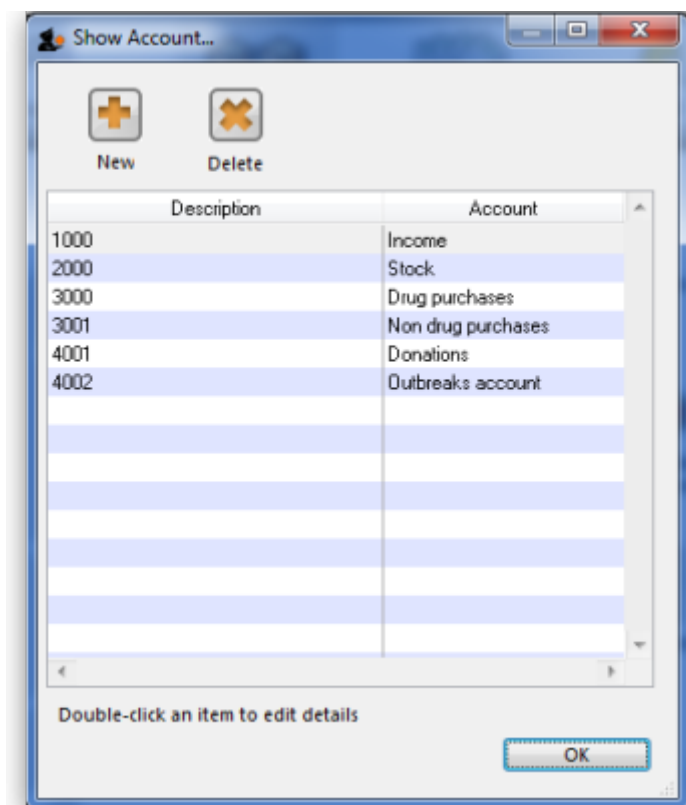 Show Account...
New Delete
Description Account
1000 Income
2000 Stock
3000 Drug purchases
3001 Non drug purchases
4001 Donations
4002 Outbreaks account
Double-click an item to edit details
OK